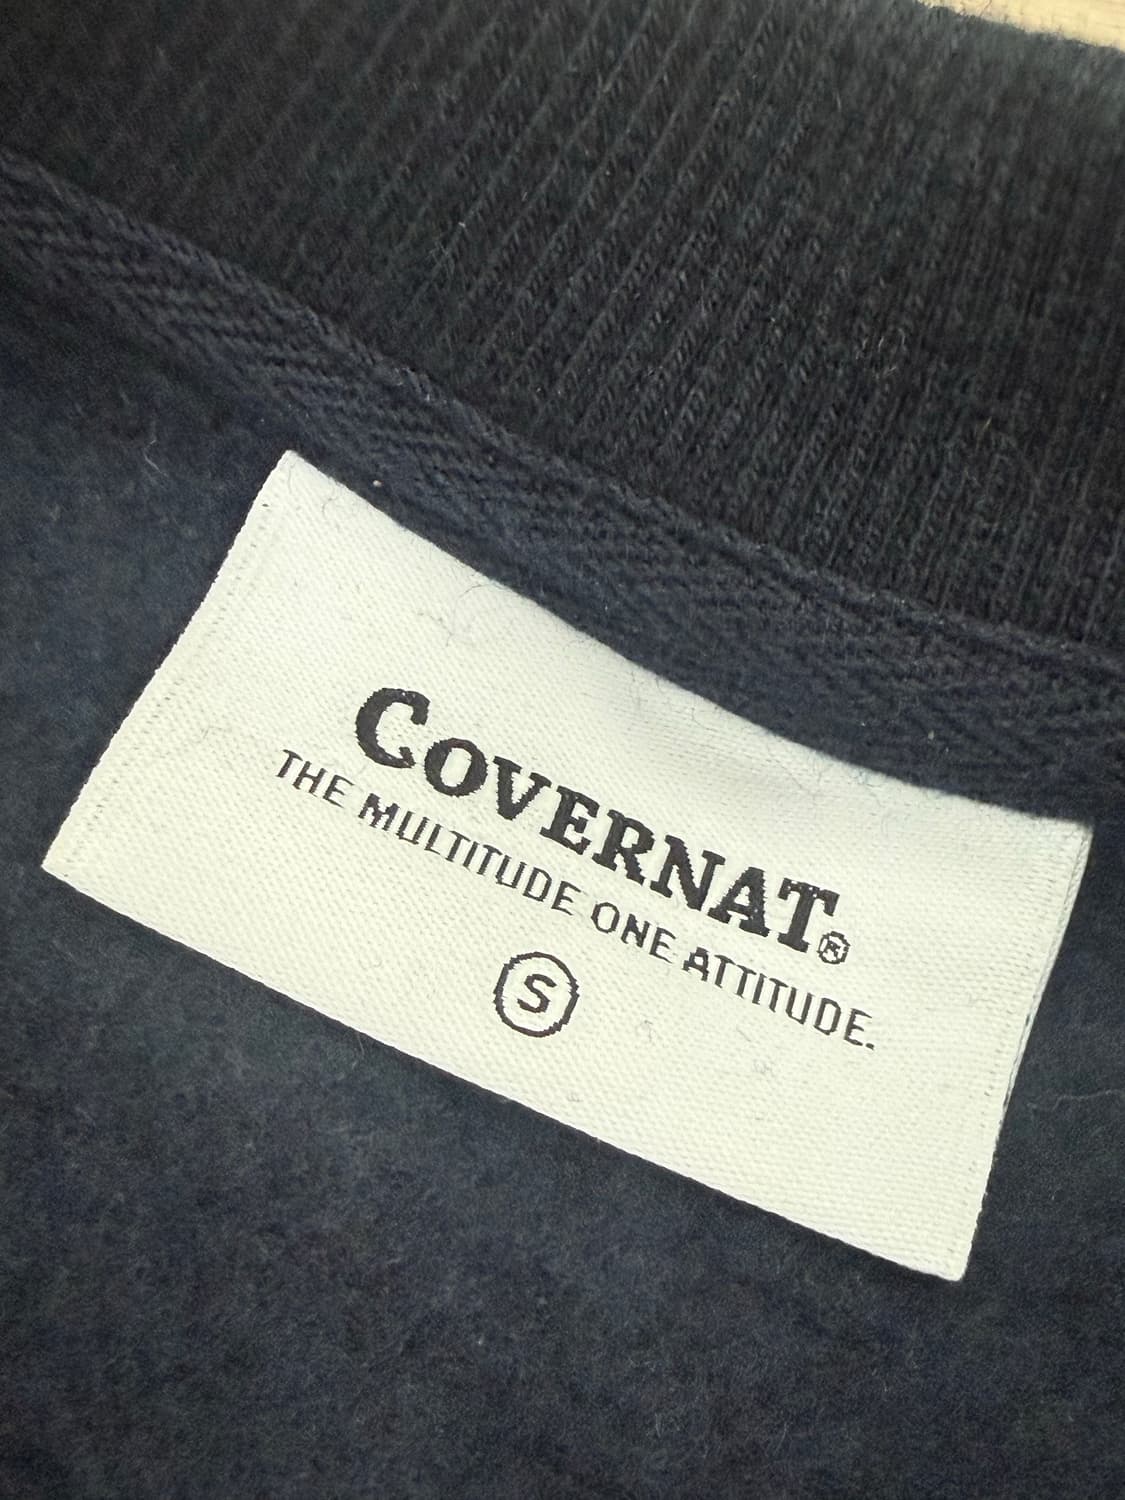 COVERNAT®
THE MULTITUDE ONE ATTITUDE.
S